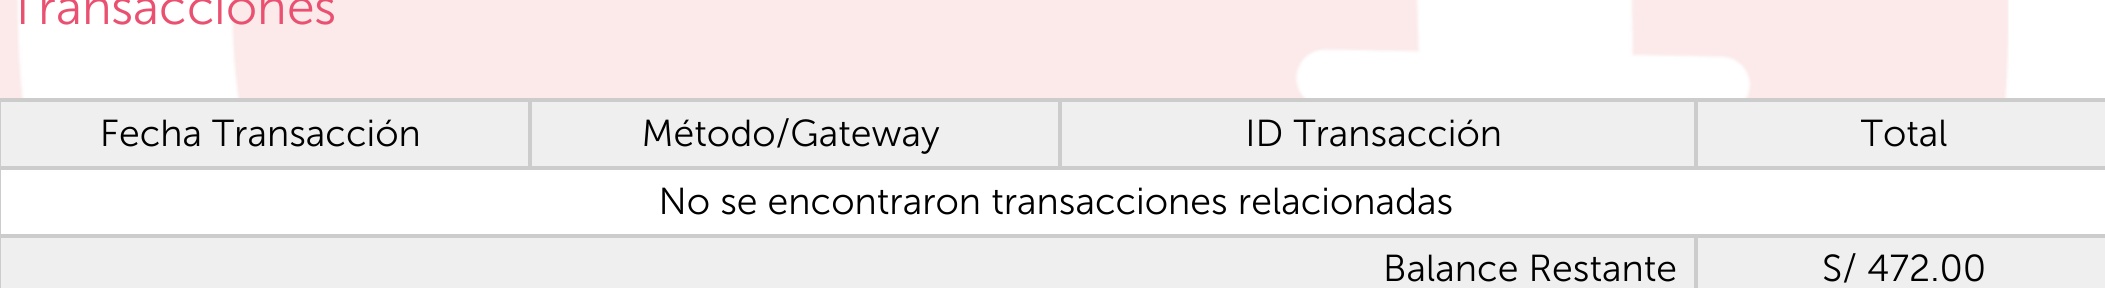 Transacciones
Fecha Transacción Método/Gateway ID Transacción Total
No se encontraron transacciones relacionadas
Balance Restante S/ 472.00